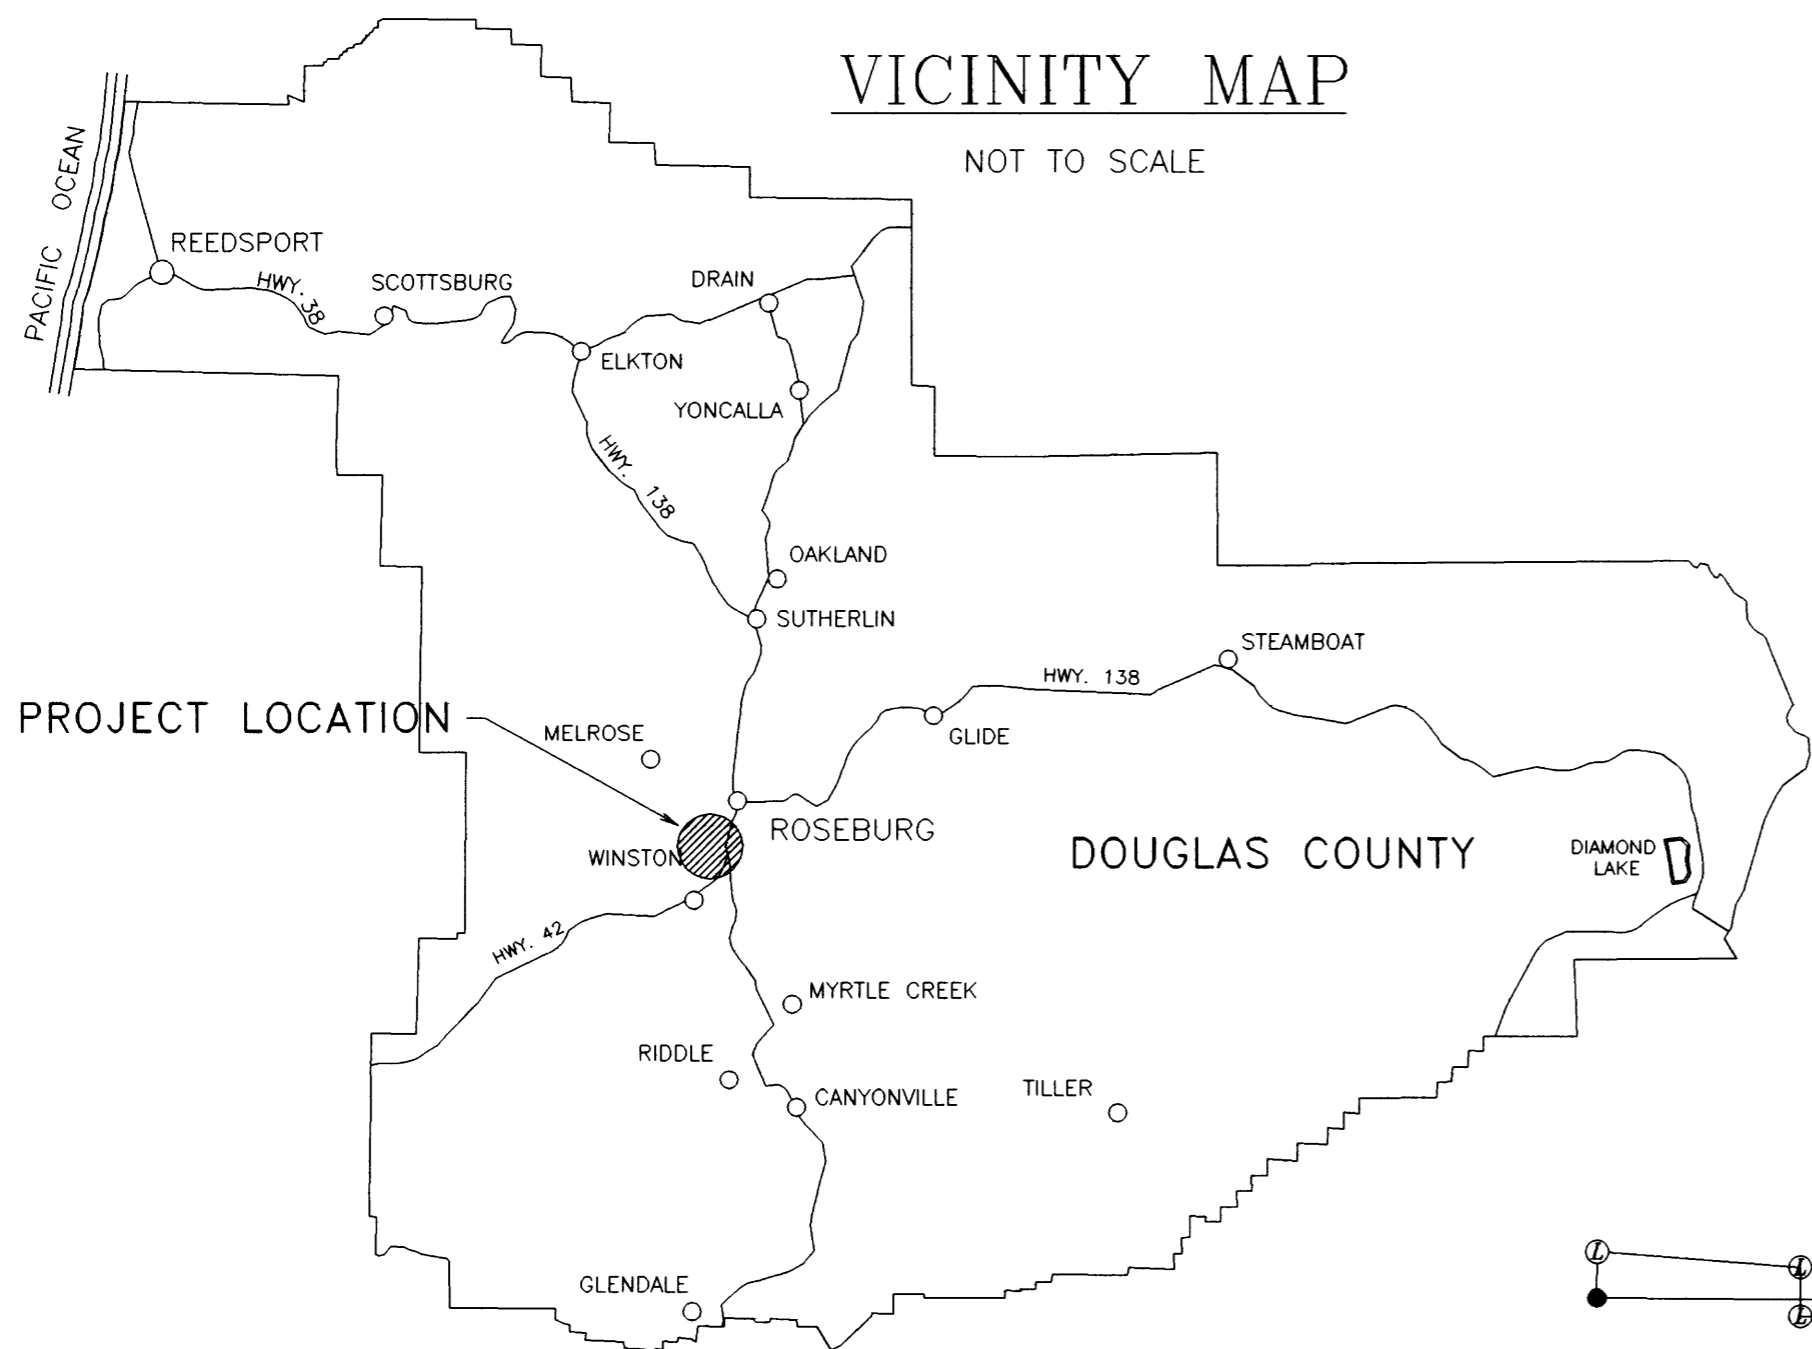 VICINITY MAP
NOT TO SCALE
PACIFIC OCEAN
REEDSPORT
HWY. 38
SCOTTSBURG
DRAIN
ELKTON
YONCALLA
HWY. 138
OAKLAND
SUTHERLIN
STEAMBOAT
HWY. 138
PROJECT LOCATION
MELROSE
GLIDE
ROSEBURG
WINSTON
DOUGLAS COUNTY
DIAMOND
LAKE
HWY. 42
MYRTLE CREEK
RIDDLE
CANYONVILLE
TILLER
GLENDALE
L
L
L